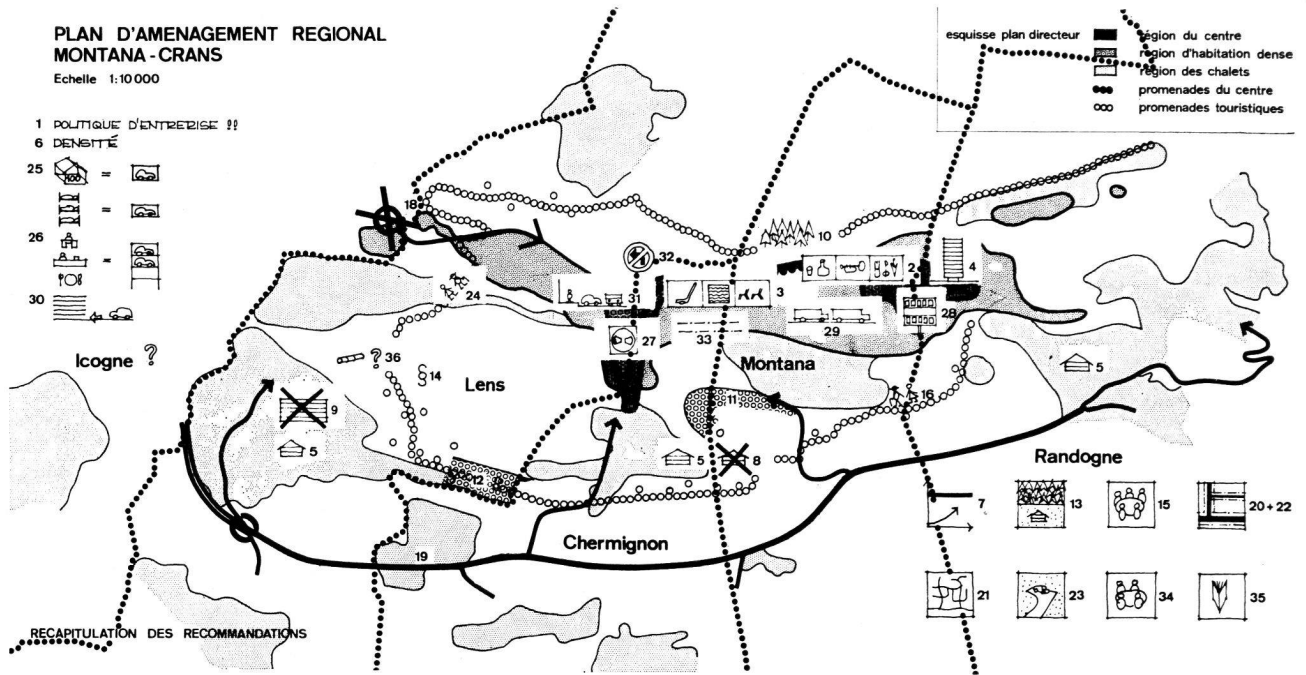 PLAN D'AMENAGEMENT REGIONAL
MONTANA-CRANS
Echelle 1:10 000
esquisse plan directeur
région du centre
region d'habitation dense
région des chalets
promenades du centre
promenades touristiques
1 POLITIQUE D'ENTRERISE !!
6 DENSITÉ
25 =
=
26 =
30
18
10
32
2
4
24
31
3
27
33
29
28
Icogne ?
? 36
14
Lens
Montana
5
9
5
11
16
5
8
12
Randogne
7
13
15
20+22
Chermignon
19
21
23
34
35
RECAPITULATION DES RECOMMANDATIONS